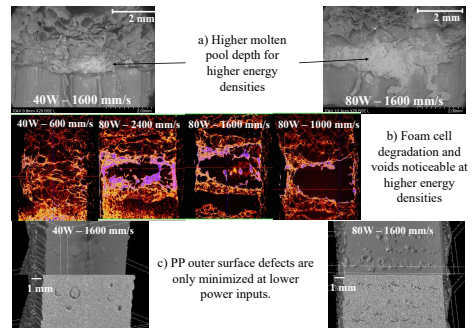 2 mm
2 mm
a) Higher molten
pool depth for
higher energy
densities
40W – 1600 mm/s
80W – 1600 mm/s
40W – 600 mm/s
80W – 2400 mm/s
80W – 1600 mm/s
80W – 1000 mm/s
b) Foam cell
degradation and
voids noticeable at
higher energy
densities
40W – 1600 mm/s
80W – 1600 mm/s
c) PP outer surface defects are
only minimized at lower
power inputs.
1 mm
1 mm